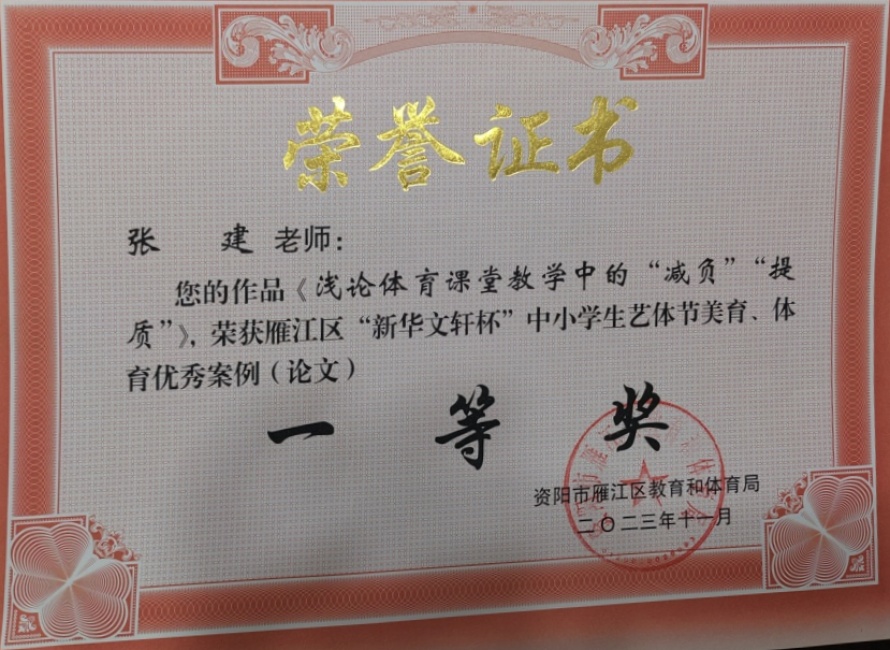 荣誉证书
张 建 老师：
您的作品《浅论体育课堂教学中的“减负”“提
质”》，荣获雁江区“新华文轩杯”中小学生艺体节美育、体
育优秀案例（论文）
一 等 奖
资阳市雁江区教育和体育局
二〇二三年十一月